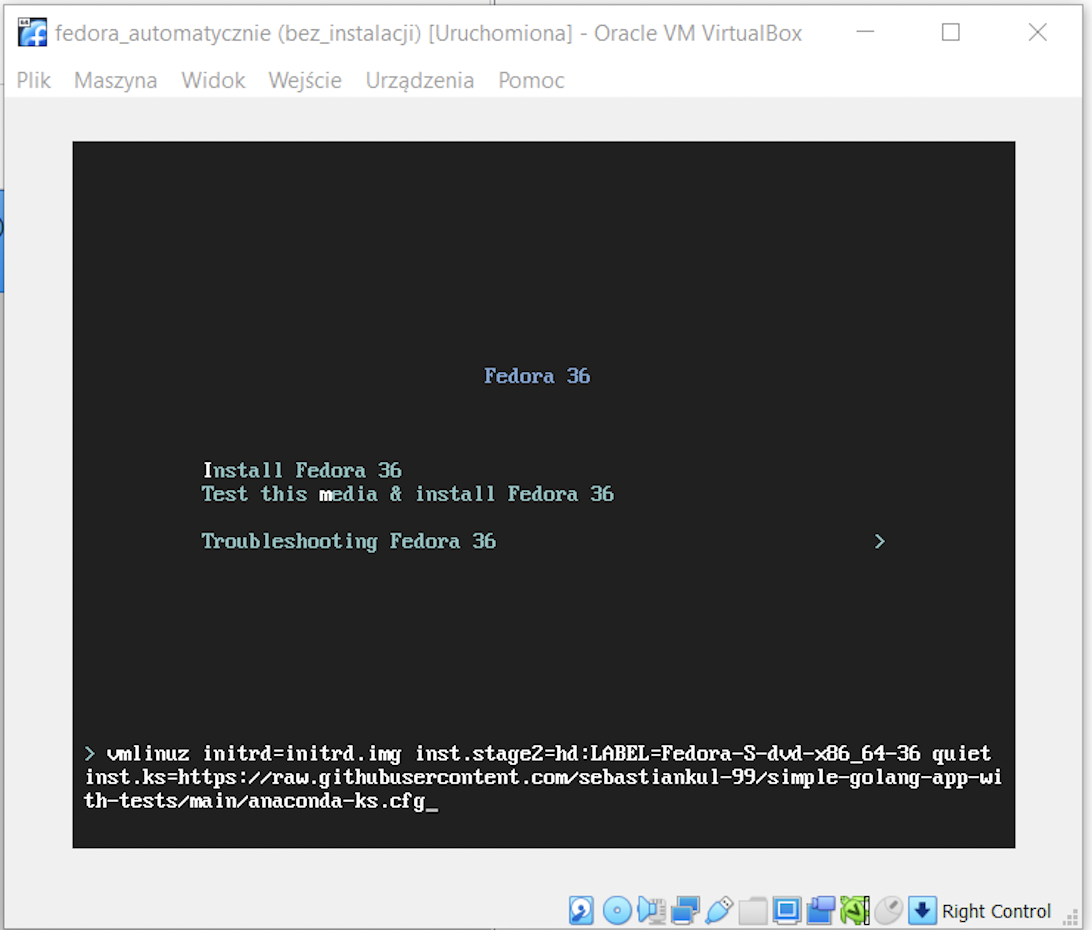 fedora_automatycznie (bez_instalacji) [Uruchomiona] - Oracle VM VirtualBox
Plik Maszyna Widok Wejście Urządzenia Pomoc
Fedora 36
Install Fedora 36
Test this media & install Fedora 36
Troubleshooting Fedora 36 >
> vmlinuz initrd=initrd.img inst.stage2=hd:LABEL=Fedora-S-dvd-x86_64-36 quiet
inst.ks=https://raw.githubusercontent.com/sebastiankul-99/simple-golang-app-wi
th-tests/main/anaconda-ks.cfg_
Right Control